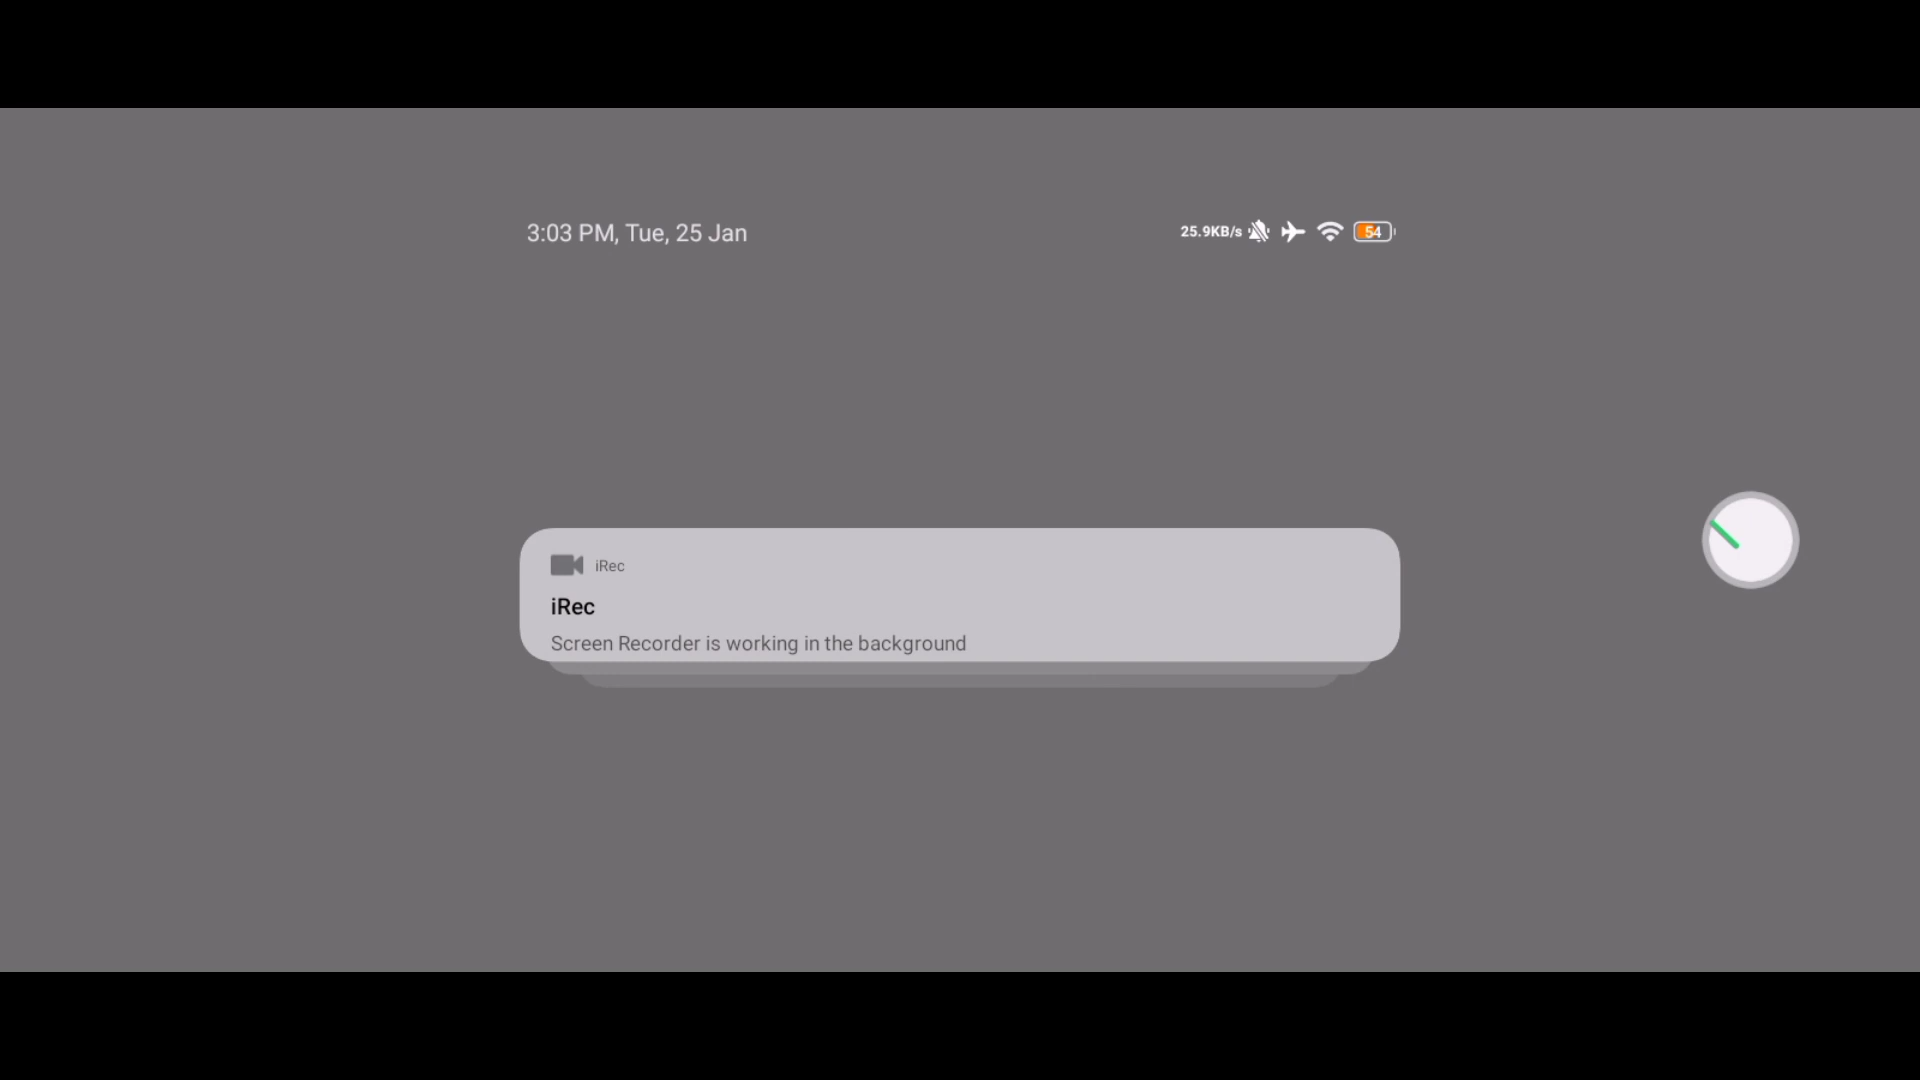 3:03 PM, Tue, 25 Jan
25.9KB/s
54
iRec
iRec
Screen Recorder is working in the background